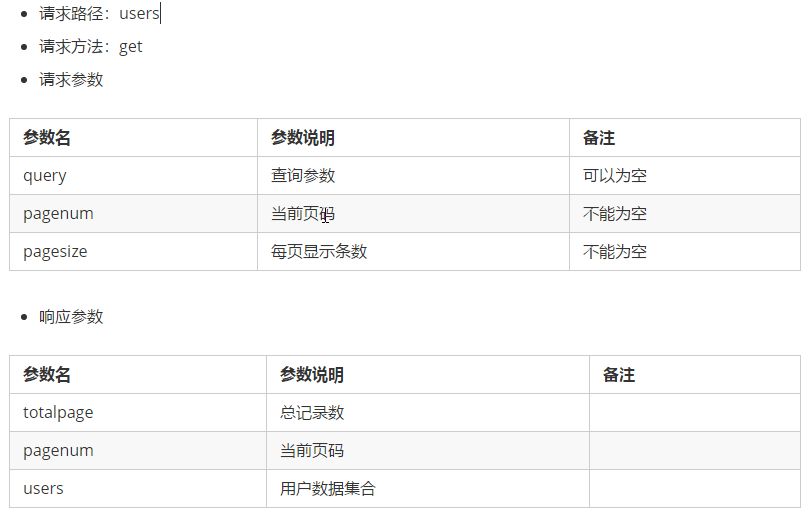 请求路径：users
请求方法：get
请求参数
参数名 参数说明 备注
query 查询参数 可以为空
pagenum 当前页码 不能为空
pagesize 每页显示条数 不能为空
响应参数
参数名 参数说明 备注
totalpage 总记录数
pagenum 当前页码
users 用户数据集合